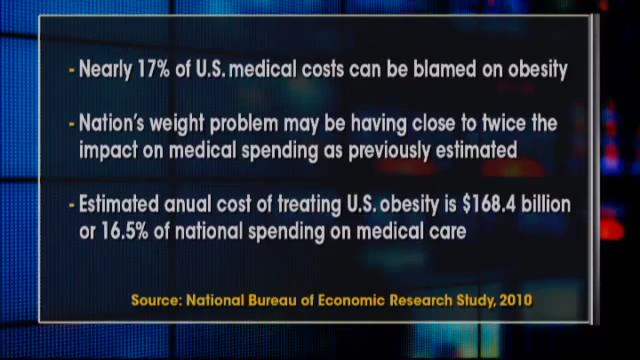 - Nearly 17% of U.S. medical costs can be blamed on obesity
- Nation's weight problem may be having close to twice the
impact on medical spending as previously estimated
- Estimated anual cost of treating U.S. obesity is $168.4 billion
or 16.5% of national spending on medical care
Source: National Bureau of Economic Research Study, 2010